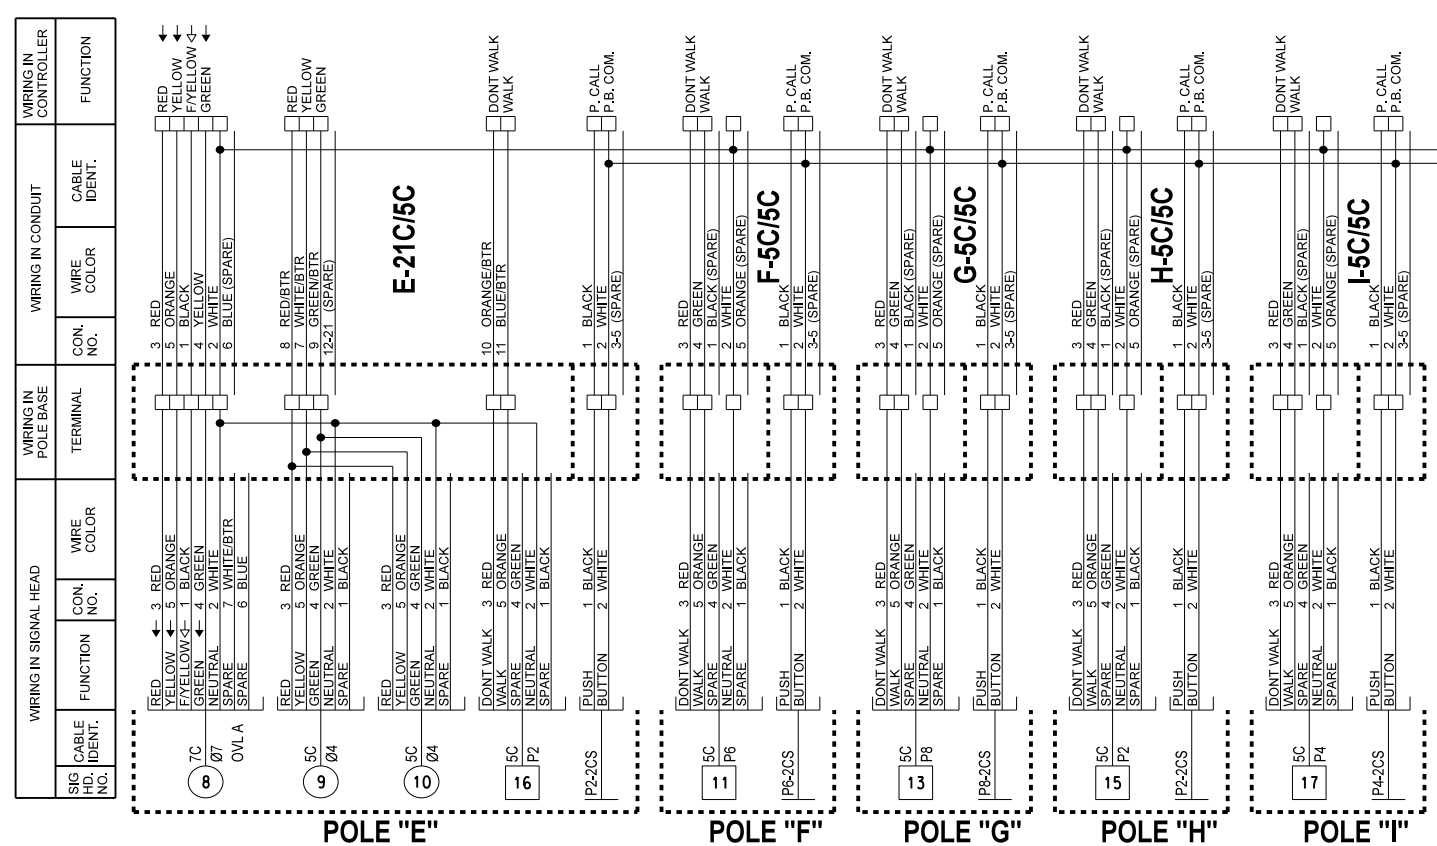 WIRING IN
CONTROLLER
FUNCTION
WIRING IN CONDUIT
CABLE
IDENT.
WIRE
COLOR
CON.
NO.
WIRING IN
POLE BASE
TERMINAL
WIRING IN SIGNAL HEAD
WIRE
COLOR
CON.
NO.
FUNCTION
CABLE
IDENT.
SIG
HD.
NO.
RED
YELLOW
F/YELLOW
GREEN
RED
YELLOW
GREEN
DONT WALK
WALK
P. CALL
P.B. COM.
DONT WALK
WALK
P. CALL
P.B. COM.
DONT WALK
WALK
P. CALL
P.B. COM.
DONT WALK
WALK
P. CALL
P.B. COM.
DONT WALK
WALK
P. CALL
P.B. COM.
E-21C/5C
F-5C/5C
G-5C/5C
H-5C/5C
I-5C/5C
3 RED
5 ORANGE
1 BLACK
4 YELLOW
2 WHITE
6 BLUE (SPARE)
8 RED/BTR
7 WHITE/BTR
9 GREEN/BTR
12-21 (SPARE)
10 ORANGE/BTR
11 BLUE/BTR
1 BLACK
2 WHITE
3-5 (SPARE)
3 RED
4 GREEN
1 BLACK (SPARE)
2 WHITE
5 ORANGE (SPARE)
1 BLACK
2 WHITE
3-5 (SPARE)
3 RED
4 GREEN
1 BLACK (SPARE)
2 WHITE
5 ORANGE (SPARE)
1 BLACK
2 WHITE
3-5 (SPARE)
3 RED
4 GREEN
1 BLACK (SPARE)
2 WHITE
5 ORANGE (SPARE)
1 BLACK
2 WHITE
3-5 (SPARE)
3 RED
4 GREEN
1 BLACK (SPARE)
2 WHITE
5 ORANGE (SPARE)
1 BLACK
2 WHITE
3-5 (SPARE)
RED 3 RED
YELLOW 5 ORANGE
F/YELLOW 1 BLACK
GREEN 4 GREEN
NEUTRAL 2 WHITE
SPARE 7 WHITE/BTR
SPARE 6 BLUE
RED 3 RED
YELLOW 5 ORANGE
GREEN 4 GREEN
NEUTRAL 2 WHITE
SPARE 1 BLACK
RED 3 RED
YELLOW 5 ORANGE
GREEN 4 GREEN
NEUTRAL 2 WHITE
SPARE 1 BLACK
DONT WALK 3 RED
WALK 5 ORANGE
SPARE 4 GREEN
NEUTRAL 2 WHITE
SPARE 1 BLACK
PUSH 1 BLACK
BUTTON 2 WHITE
DONT WALK 3 RED
WALK 5 ORANGE
SPARE 4 GREEN
NEUTRAL 2 WHITE
SPARE 1 BLACK
PUSH 1 BLACK
BUTTON 2 WHITE
DONT WALK 3 RED
WALK 5 ORANGE
SPARE 4 GREEN
NEUTRAL 2 WHITE
SPARE 1 BLACK
PUSH 1 BLACK
BUTTON 2 WHITE
DONT WALK 3 RED
WALK 5 ORANGE
SPARE 4 GREEN
NEUTRAL 2 WHITE
SPARE 1 BLACK
PUSH 1 BLACK
BUTTON 2 WHITE
DONT WALK 3 RED
WALK 5 ORANGE
SPARE 4 GREEN
NEUTRAL 2 WHITE
SPARE 1 BLACK
PUSH 1 BLACK
BUTTON 2 WHITE
7C
Ø7
OVL A
8
5C
Ø4
9
5C
Ø4
10
5C
P2
16
P2-2CS
5C
P6
11
P6-2CS
5C
P8
13
P8-2CS
5C
P2
15
P2-2CS
5C
P4
17
P4-2CS
POLE "E"
POLE "F"
POLE "G"
POLE "H"
POLE "I"